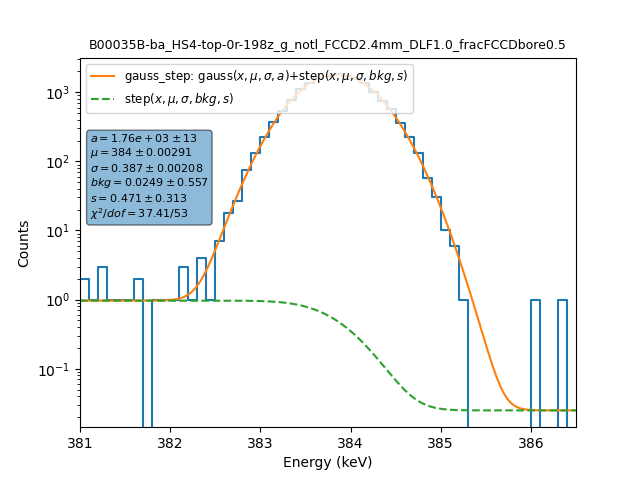 B00035B-ba_HS4-top-0r-198z_g_notl_FCCD2.4mm_DLF1.0_fracFCCDbore0.5
gauss_step: gauss(x, μ, σ, a)+step(x, μ, σ, bkg, s)
step(x, μ, σ, bkg, s)
a = 1.76e + 03 ± 13
μ = 384 ± 0.00291
σ = 0.387 ± 0.00208
bkg = 0.0249 ± 0.557
s = 0.471 ± 0.313
χ²/dof = 37.41/53
Counts
10³
10²
10¹
10⁰
10⁻¹
381 382 383 384 385 386
Energy (keV)